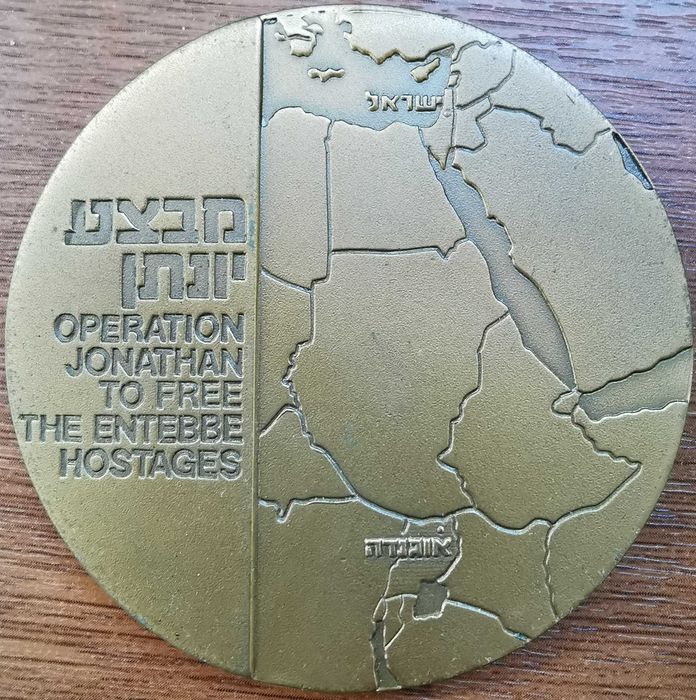 ישראל
מבצע
יונתן
OPERATION
JONATHAN
TO FREE
THE ENTEBBE
HOSTAGES
אוגנדה